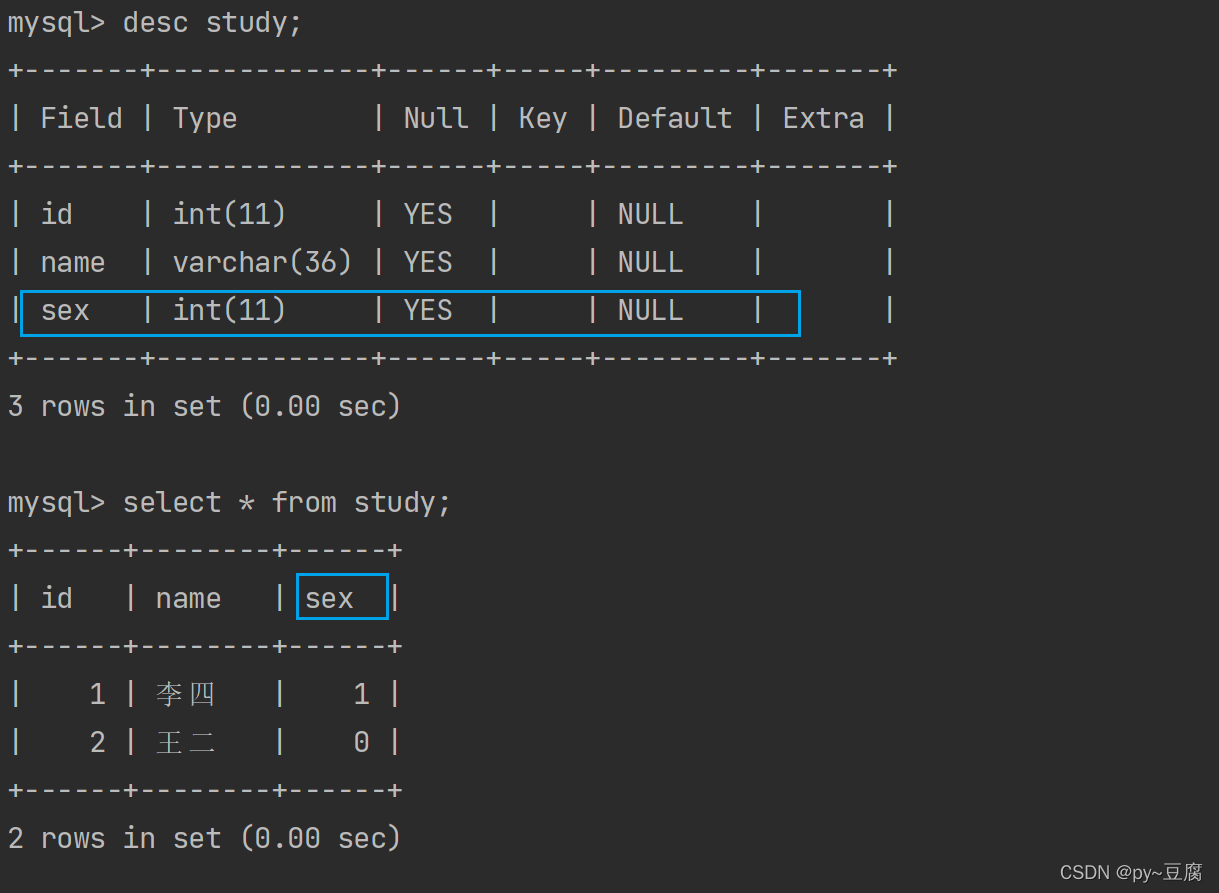 mysql> desc study;
+-------+-------------+------+-----+---------+-------+
| Field | Type        | Null | Key | Default | Extra |
+-------+-------------+------+-----+---------+-------+
| id    | int(11)     | YES  |     | NULL    |       |
| name  | varchar(36) | YES  |     | NULL    |       |
| sex   | int(11)     | YES  |     | NULL    |       |
+-------+-------------+------+-----+---------+-------+
3 rows in set (0.00 sec)
mysql> select * from study;
+------+--------+------+
| id   | name   | sex  |
+------+--------+------+
|    1 | 李四   |    1 |
|    2 | 王二   |    0 |
+------+--------+------+
2 rows in set (0.00 sec)
CSDN @py~豆腐